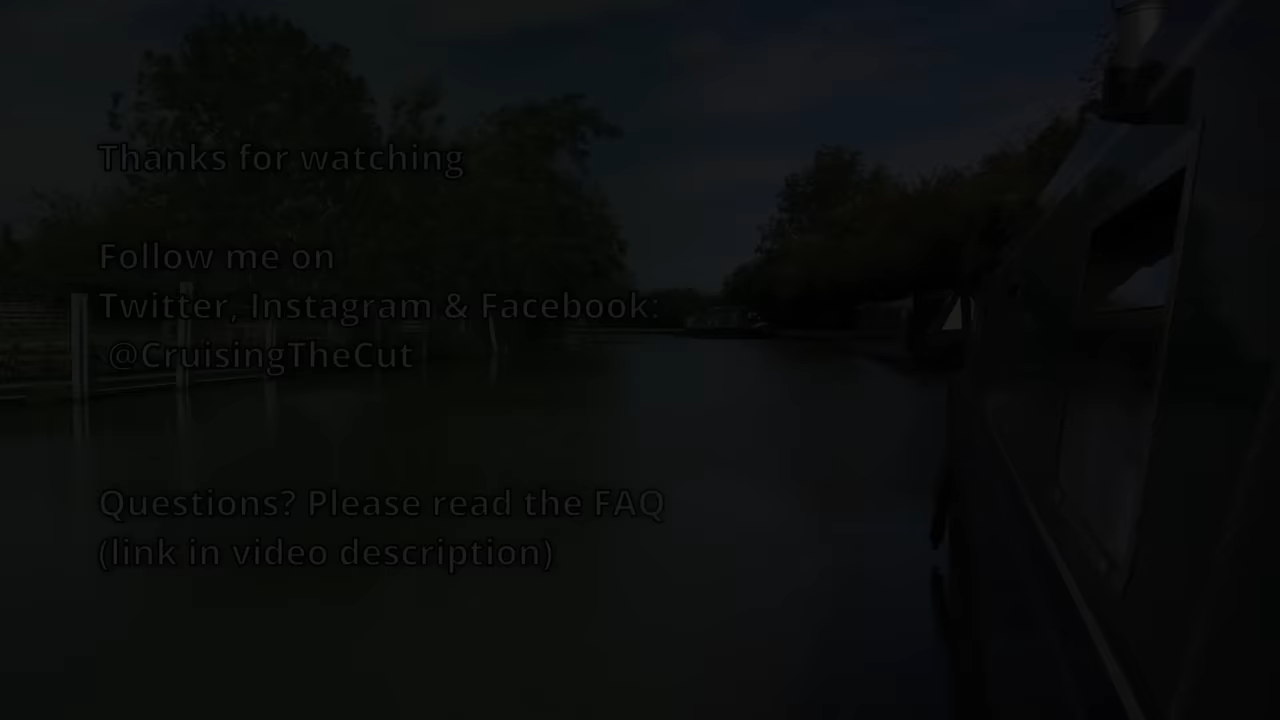 Thanks for watching
Follow me on
Twitter, Instagram & Facebook:
@CruisingTheCut
Questions? Please read the FAQ
(link in video description)